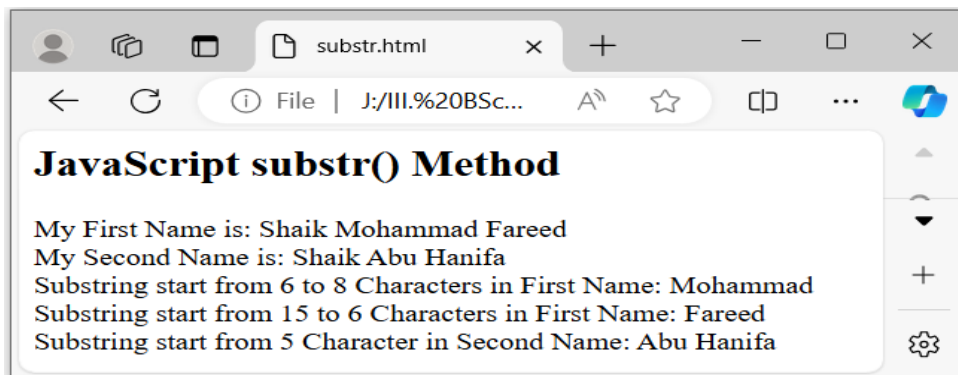 substr.html
File | J:/III.%20BSc...
JavaScript substr() Method
My First Name is: Shaik Mohammad Fareed
My Second Name is: Shaik Abu Hanifa
Substring start from 6 to 8 Characters in First Name: Mohammad
Substring start from 15 to 6 Characters in First Name: Fareed
Substring start from 5 Character in Second Name: Abu Hanifa